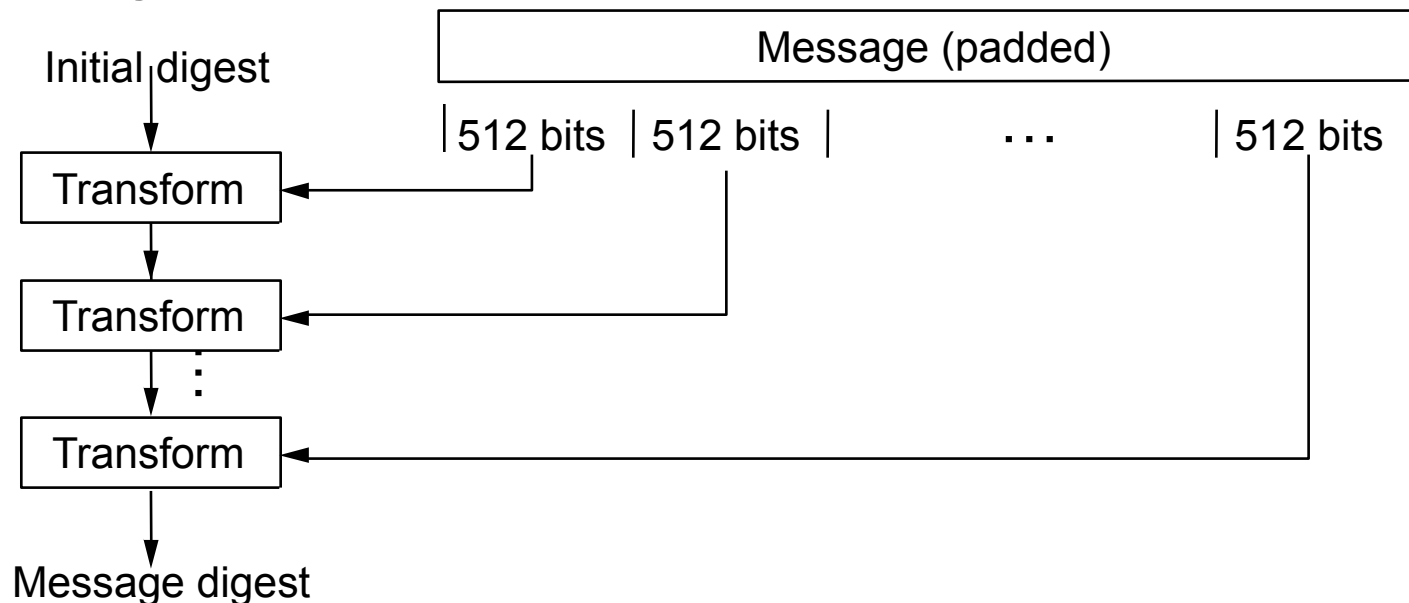 Message (padded)
Initial digest
512 bits 512 bits ... 512 bits
Transform
Transform
Transform
Message digest